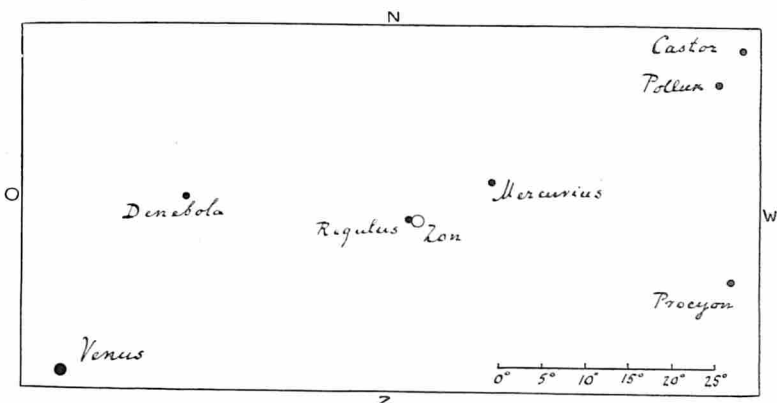 N
Castor
Pollux
O
Denebola
Mercurius
Regulus
Zon
W
Procyon
Venus
0° 5° 10° 15° 20° 25°
Z